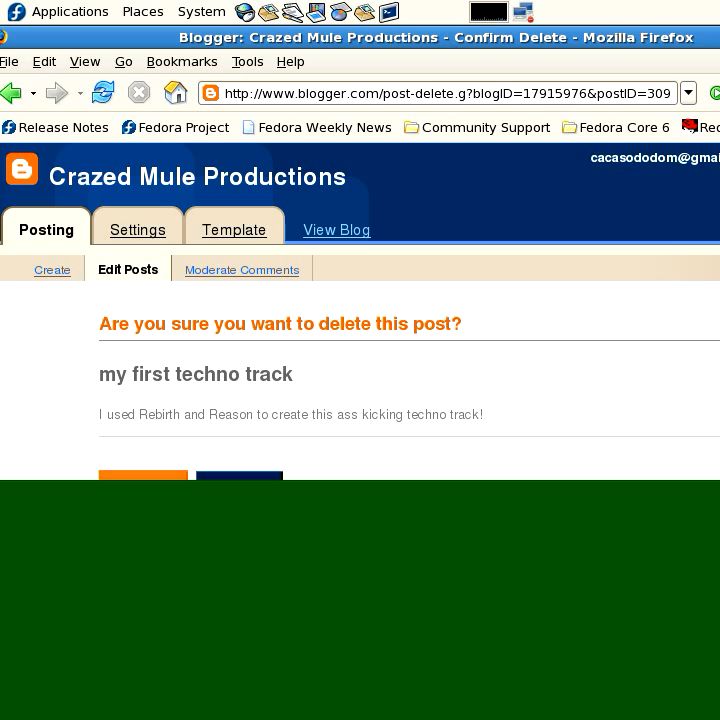 Applications Places System
Blogger: Crazed Mule Productions - Confirm Delete - Mozilla Firefox
File Edit View Go Bookmarks Tools Help
http://www.blogger.com/post-delete.g?blogID=17915976&postID=309
Release Notes Fedora Project Fedora Weekly News Community Support Fedora Core 6 Rec
cacasododom@gmai
Crazed Mule Productions
Posting Settings Template View Blog
Create Edit Posts Moderate Comments
Are you sure you want to delete this post?
my first techno track
I used Rebirth and Reason to create this ass kicking techno track!